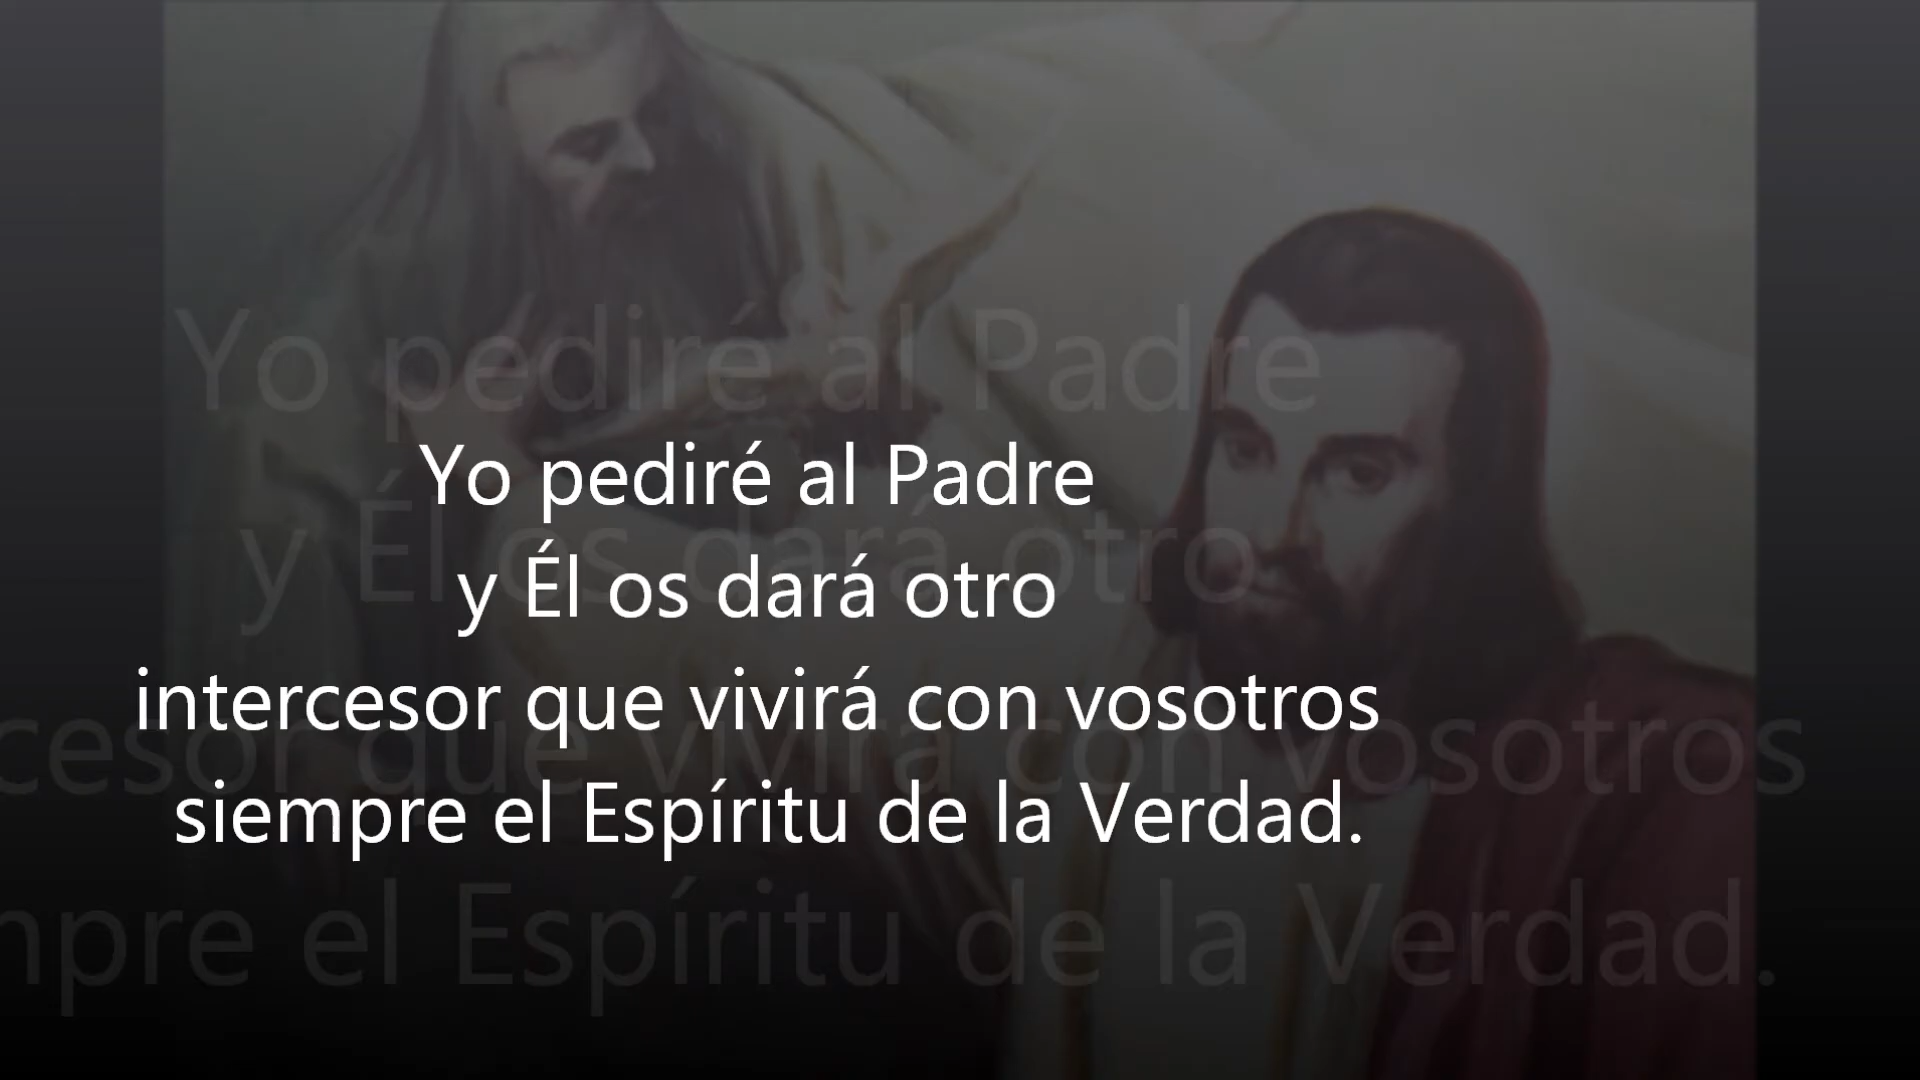 Yo pediré al Padre
y Él os dará otro
intercesor que vivirá con vosotros
siempre el Espíritu de la Verdad.